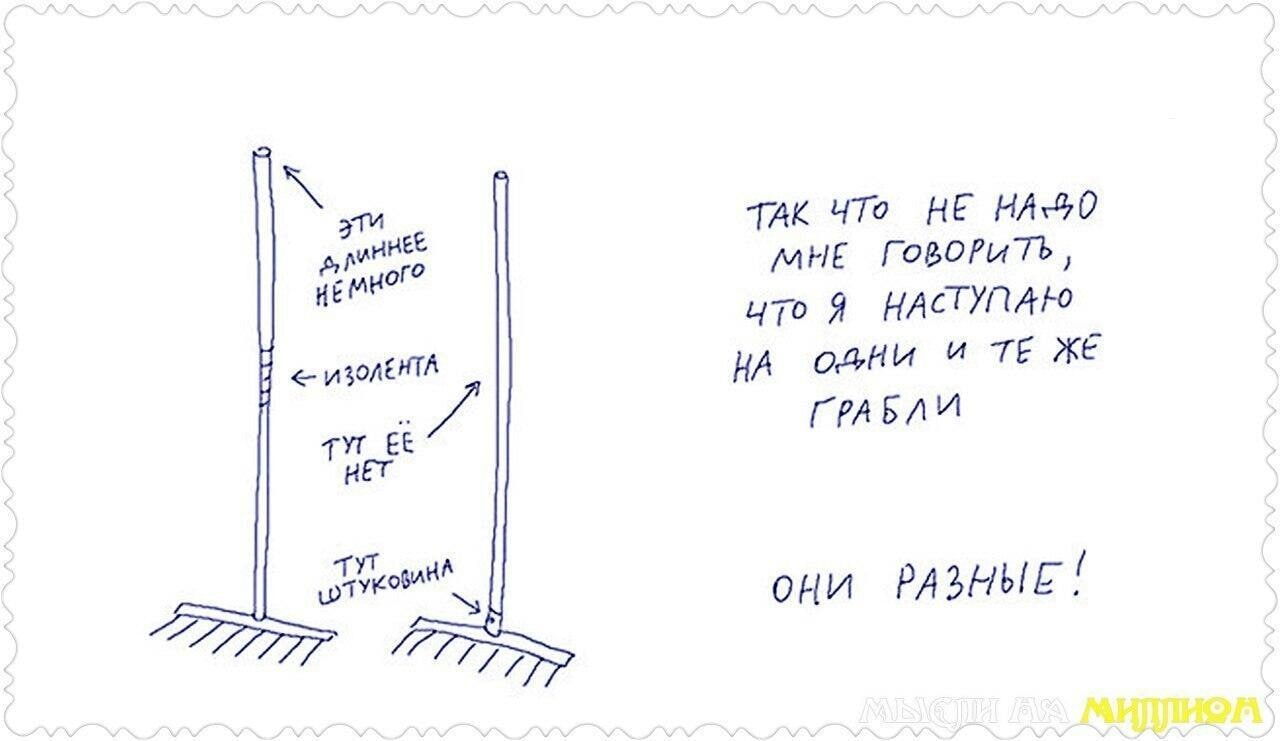 ЭТИ
ДЛИННЕЕ
НЕМНОГО
ИЗОЛЕНТА
ТУТ ЕЁ
НЕТ
ТУТ
ШТУКОВИНА
ТАК ЧТО НЕ НАДО
МНЕ ГОВОРИТЬ,
ЧТО Я НАСТУПАЮ
НА ОДНИ И ТЕ ЖЕ
ГРАБЛИ
ОНИ РАЗНЫЕ!
МЫСЛИ НА МИЛЛИОН